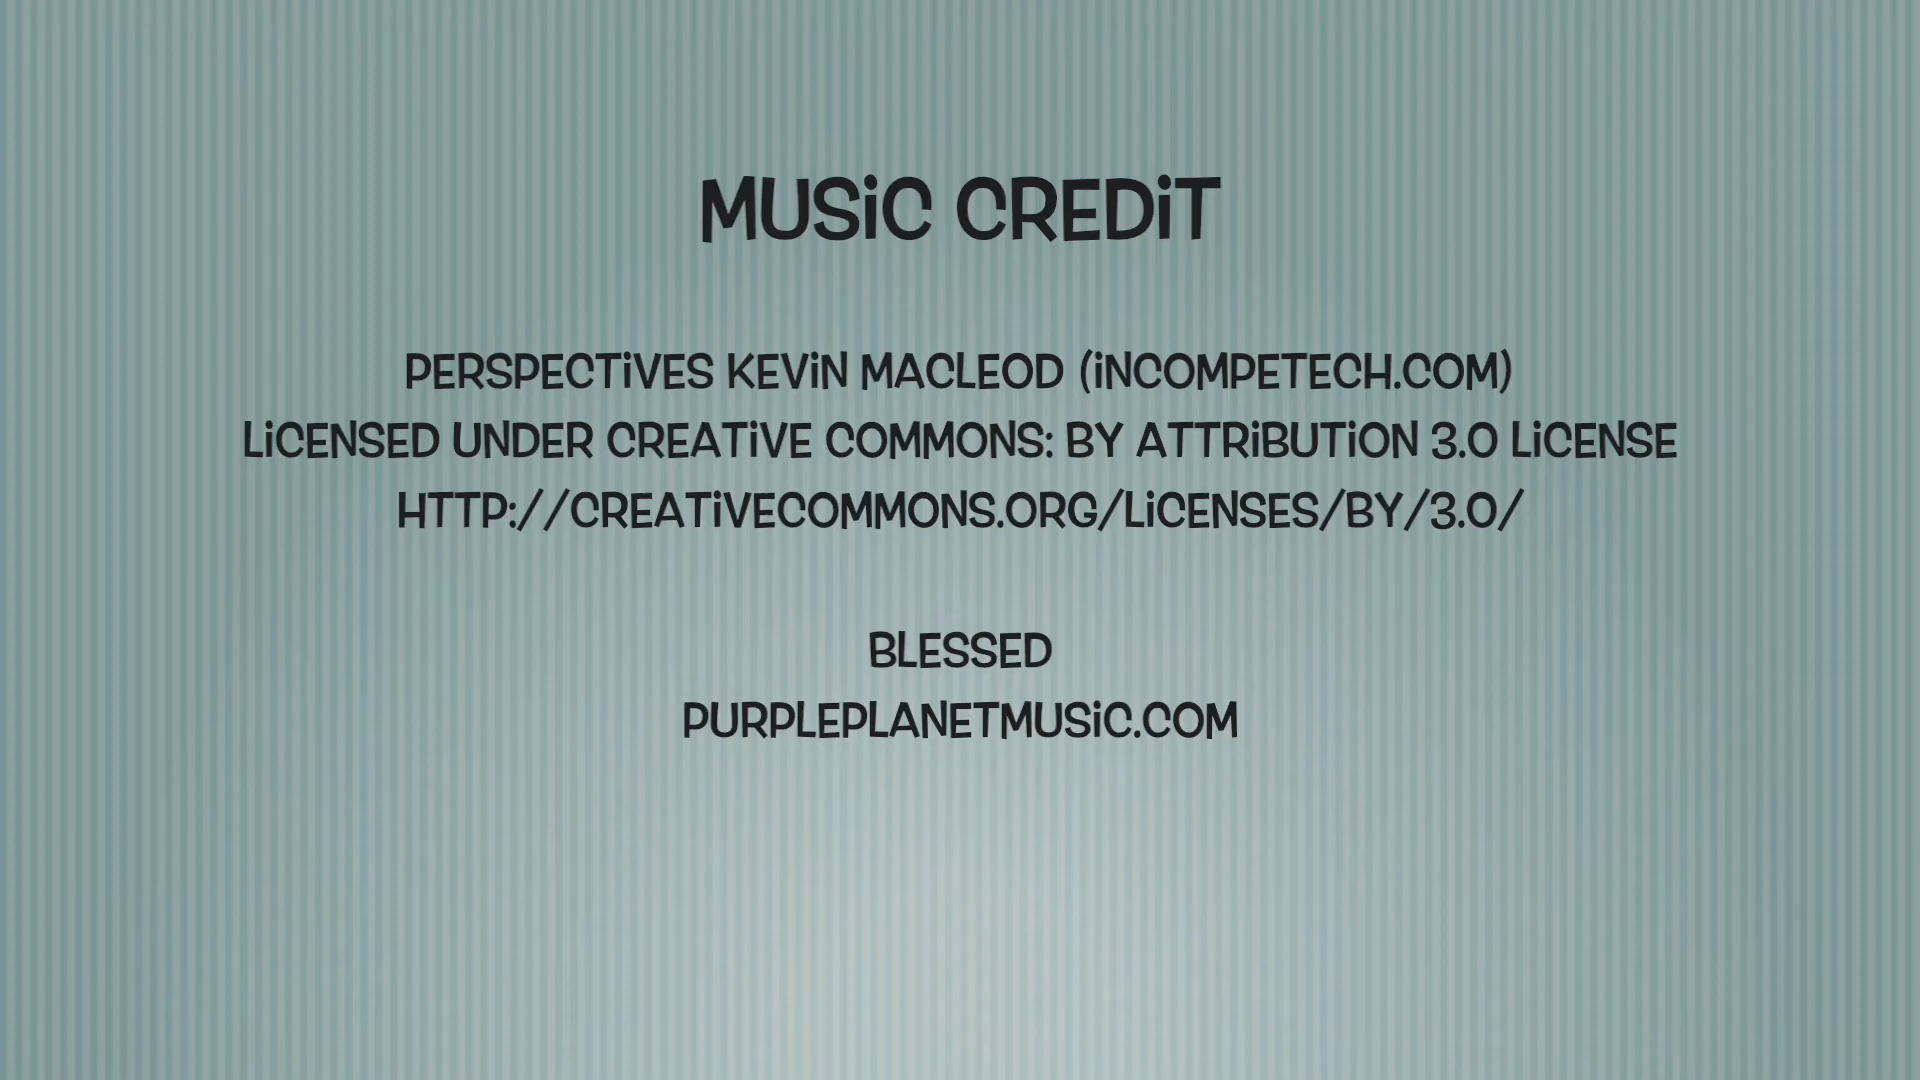 MUSiC CREDiT
PERSPECTiVES KEViN MACLEOD (iNCOMPETECH.COM)
LiCENSED UNDER CREATiVE COMMONS: BY ATTRiBUTiON 3.0 LiCENSE
HTTP://CREATiVECOMMONS.ORG/LiCENSES/BY/3.0/
BLESSED
PURPLEPLANETMUSiC.COM